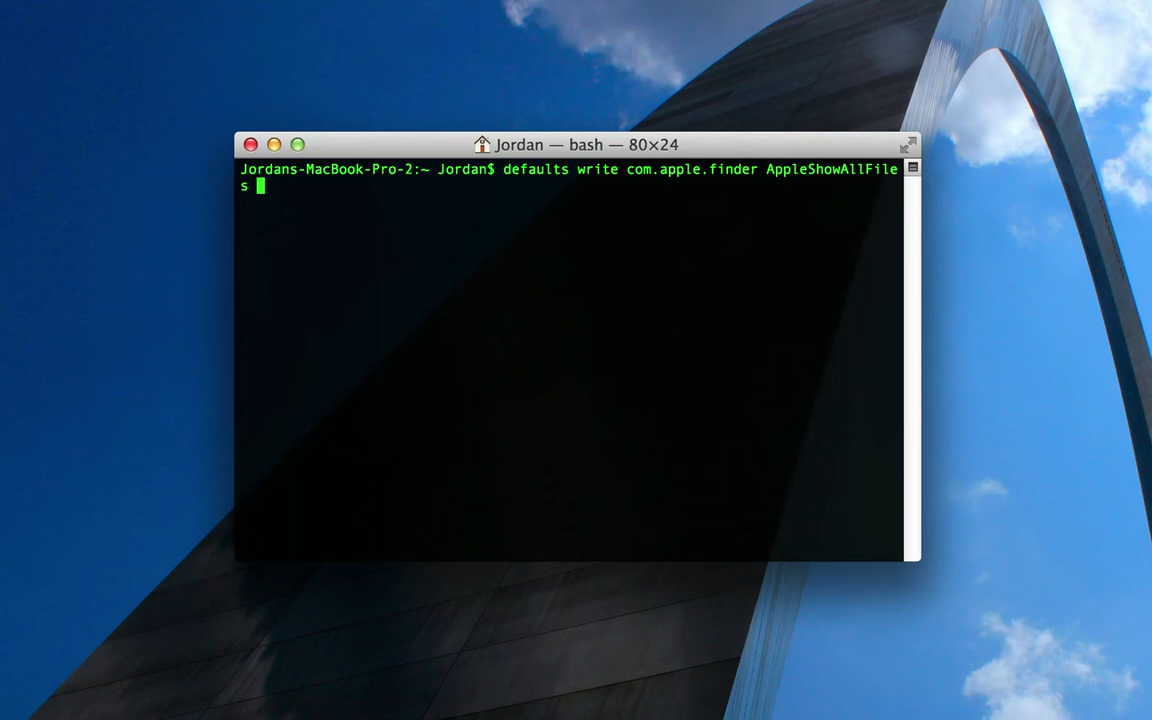 Jordan — bash — 80×24
Jordans-MacBook-Pro-2:~ Jordan$ defaults write com.apple.finder AppleShowAllFile
s